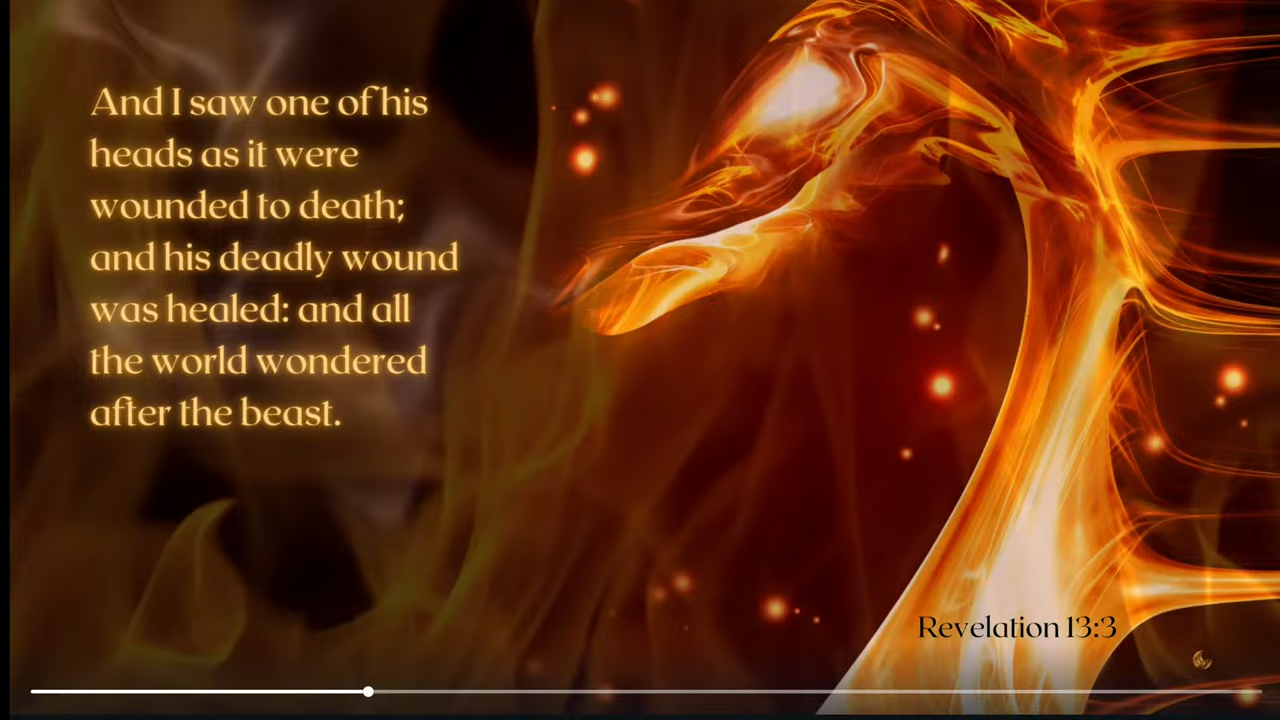 And I saw one of his
heads as it were
wounded to death;
and his deadly wound
was healed: and all
the world wondered
after the beast.
Revelation 13:3